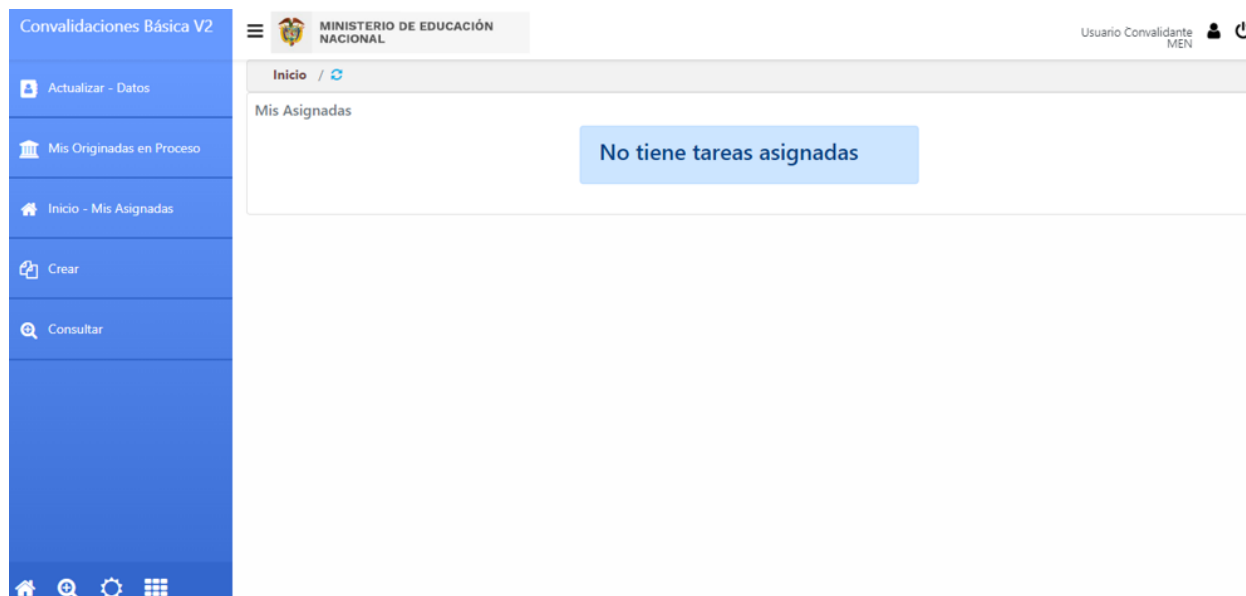 Convalidaciones Básica V2
MINISTERIO DE EDUCACIÓN
NACIONAL
Usuario Convalidante
MEN
Actualizar - Datos
Mis Originadas en Proceso
Inicio - Mis Asignadas
Crear
Consultar
Inicio /
Mis Asignadas
No tiene tareas asignadas